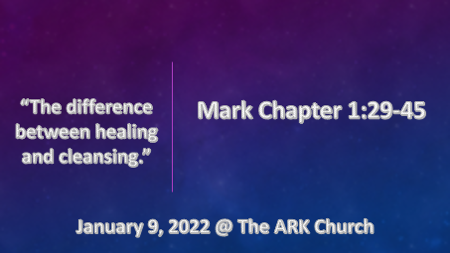 “The difference
between healing
and cleansing.”
Mark Chapter 1:29-45
January 9, 2022 @ The ARK Church